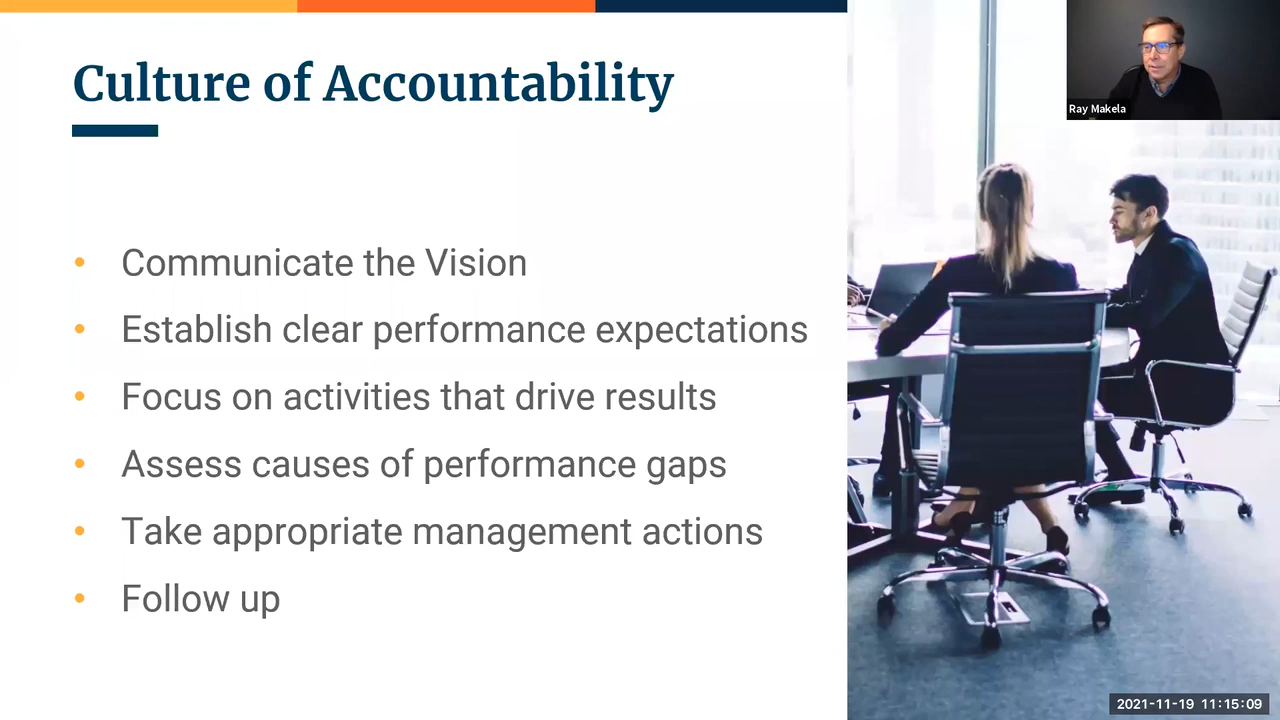 Culture of Accountability
Ray Makela
Communicate the Vision
Establish clear performance expectations
Focus on activities that drive results
Assess causes of performance gaps
Take appropriate management actions
Follow up
2021-11-19 11:15:09